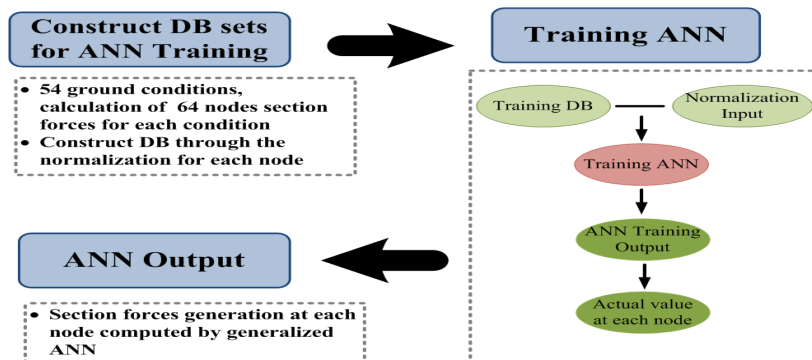 Construct DB sets
for ANN Training
• 54 ground conditions,
calculation of 64 nodes section
forces for each condition
• Construct DB through the
normalization for each node
Training ANN
Training DB
Normalization
Input
Training ANN
ANN Training
Output
Actual value
at each node
ANN Output
• Section forces generation at each
node computed by generalized
ANN